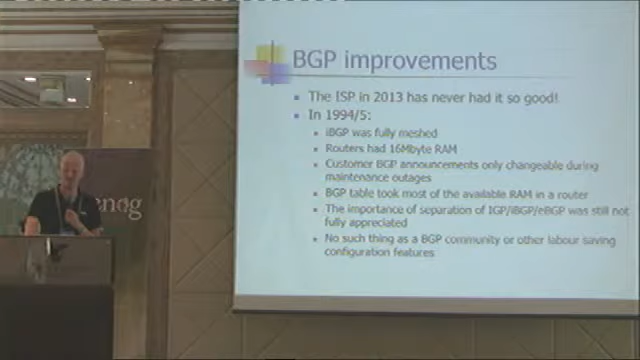 BGP improvements
The ISP in 2013 has never had it so good!
In 1994/5:
iBGP was fully meshed
Routers had 16Mbyte RAM
Customer BGP announcements only changeable during
maintenance outages
BGP table took most of the available RAM in a router
The importance of separation of IGP/iBGP/eBGP was still not
fully appreciated
No such thing as a BGP community or other labour saving
configuration features
enog